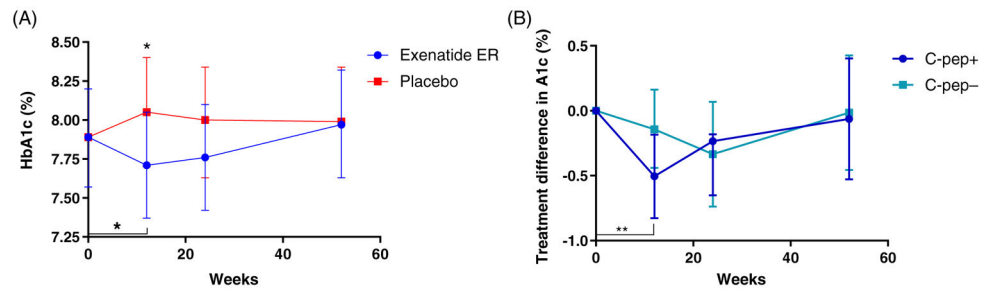 (A)
8.50
8.25
8.00
7.75
7.50
7.25
HbA1c (%)
*
*
0
20
40
60
Weeks
Exenatide ER
Placebo
(B)
0.5
0.0
-0.5
-1.0
Treatment difference in A1c (%)
**
0
20
40
60
Weeks
C-pep+
C-pep–